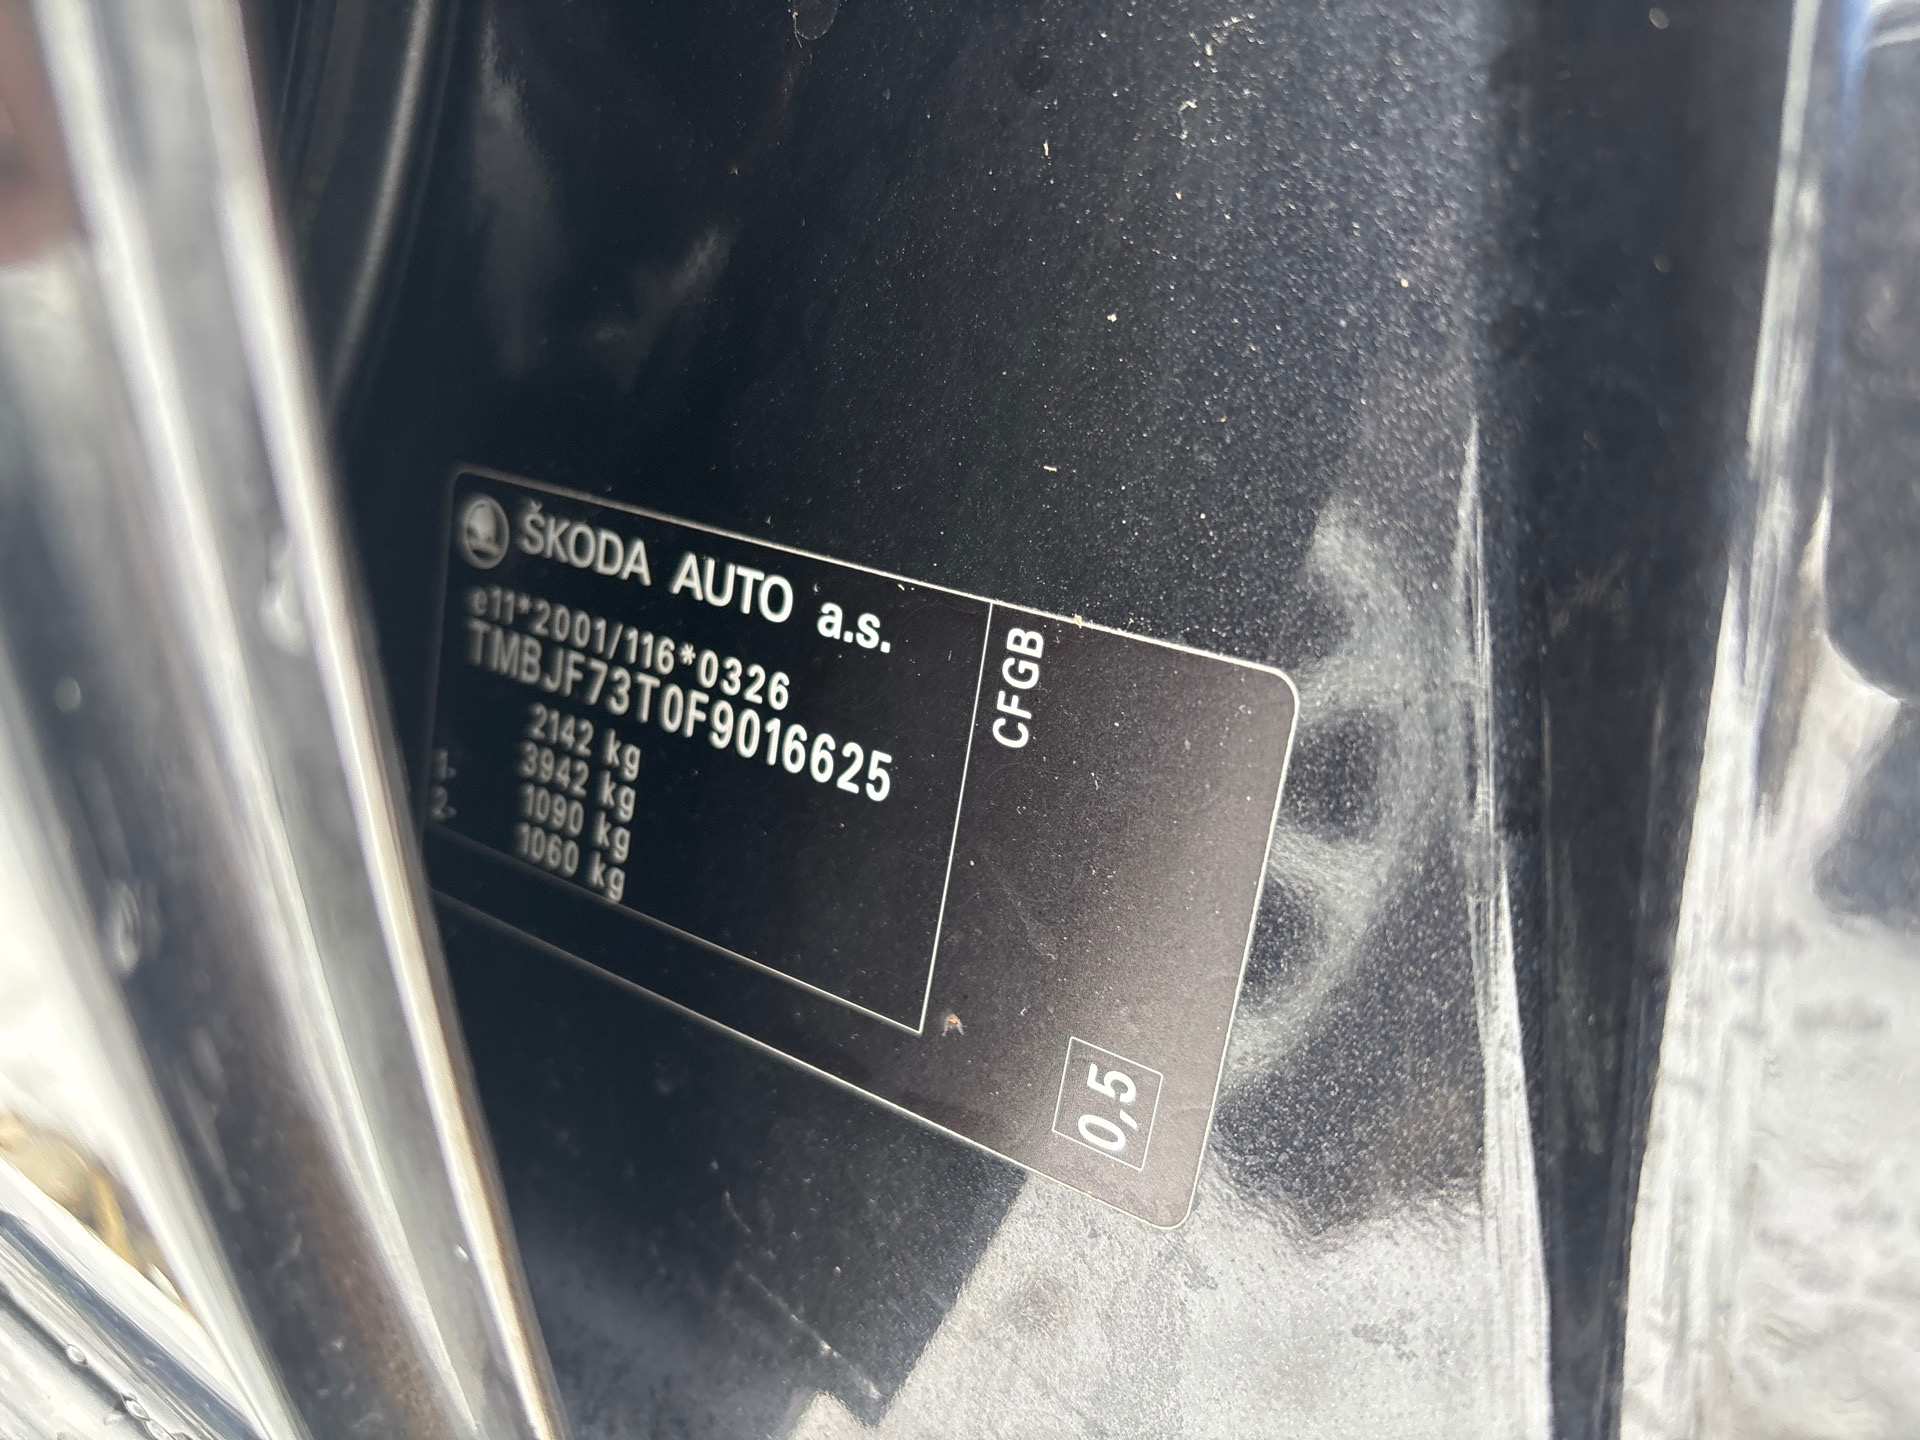 ŠKODA AUTO a.s.
e11*2001/116*0326
TMBJF73T0F9016625
2142 kg
3942 kg
1. 1090 kg
2. 1060 kg
CFGB
0,5